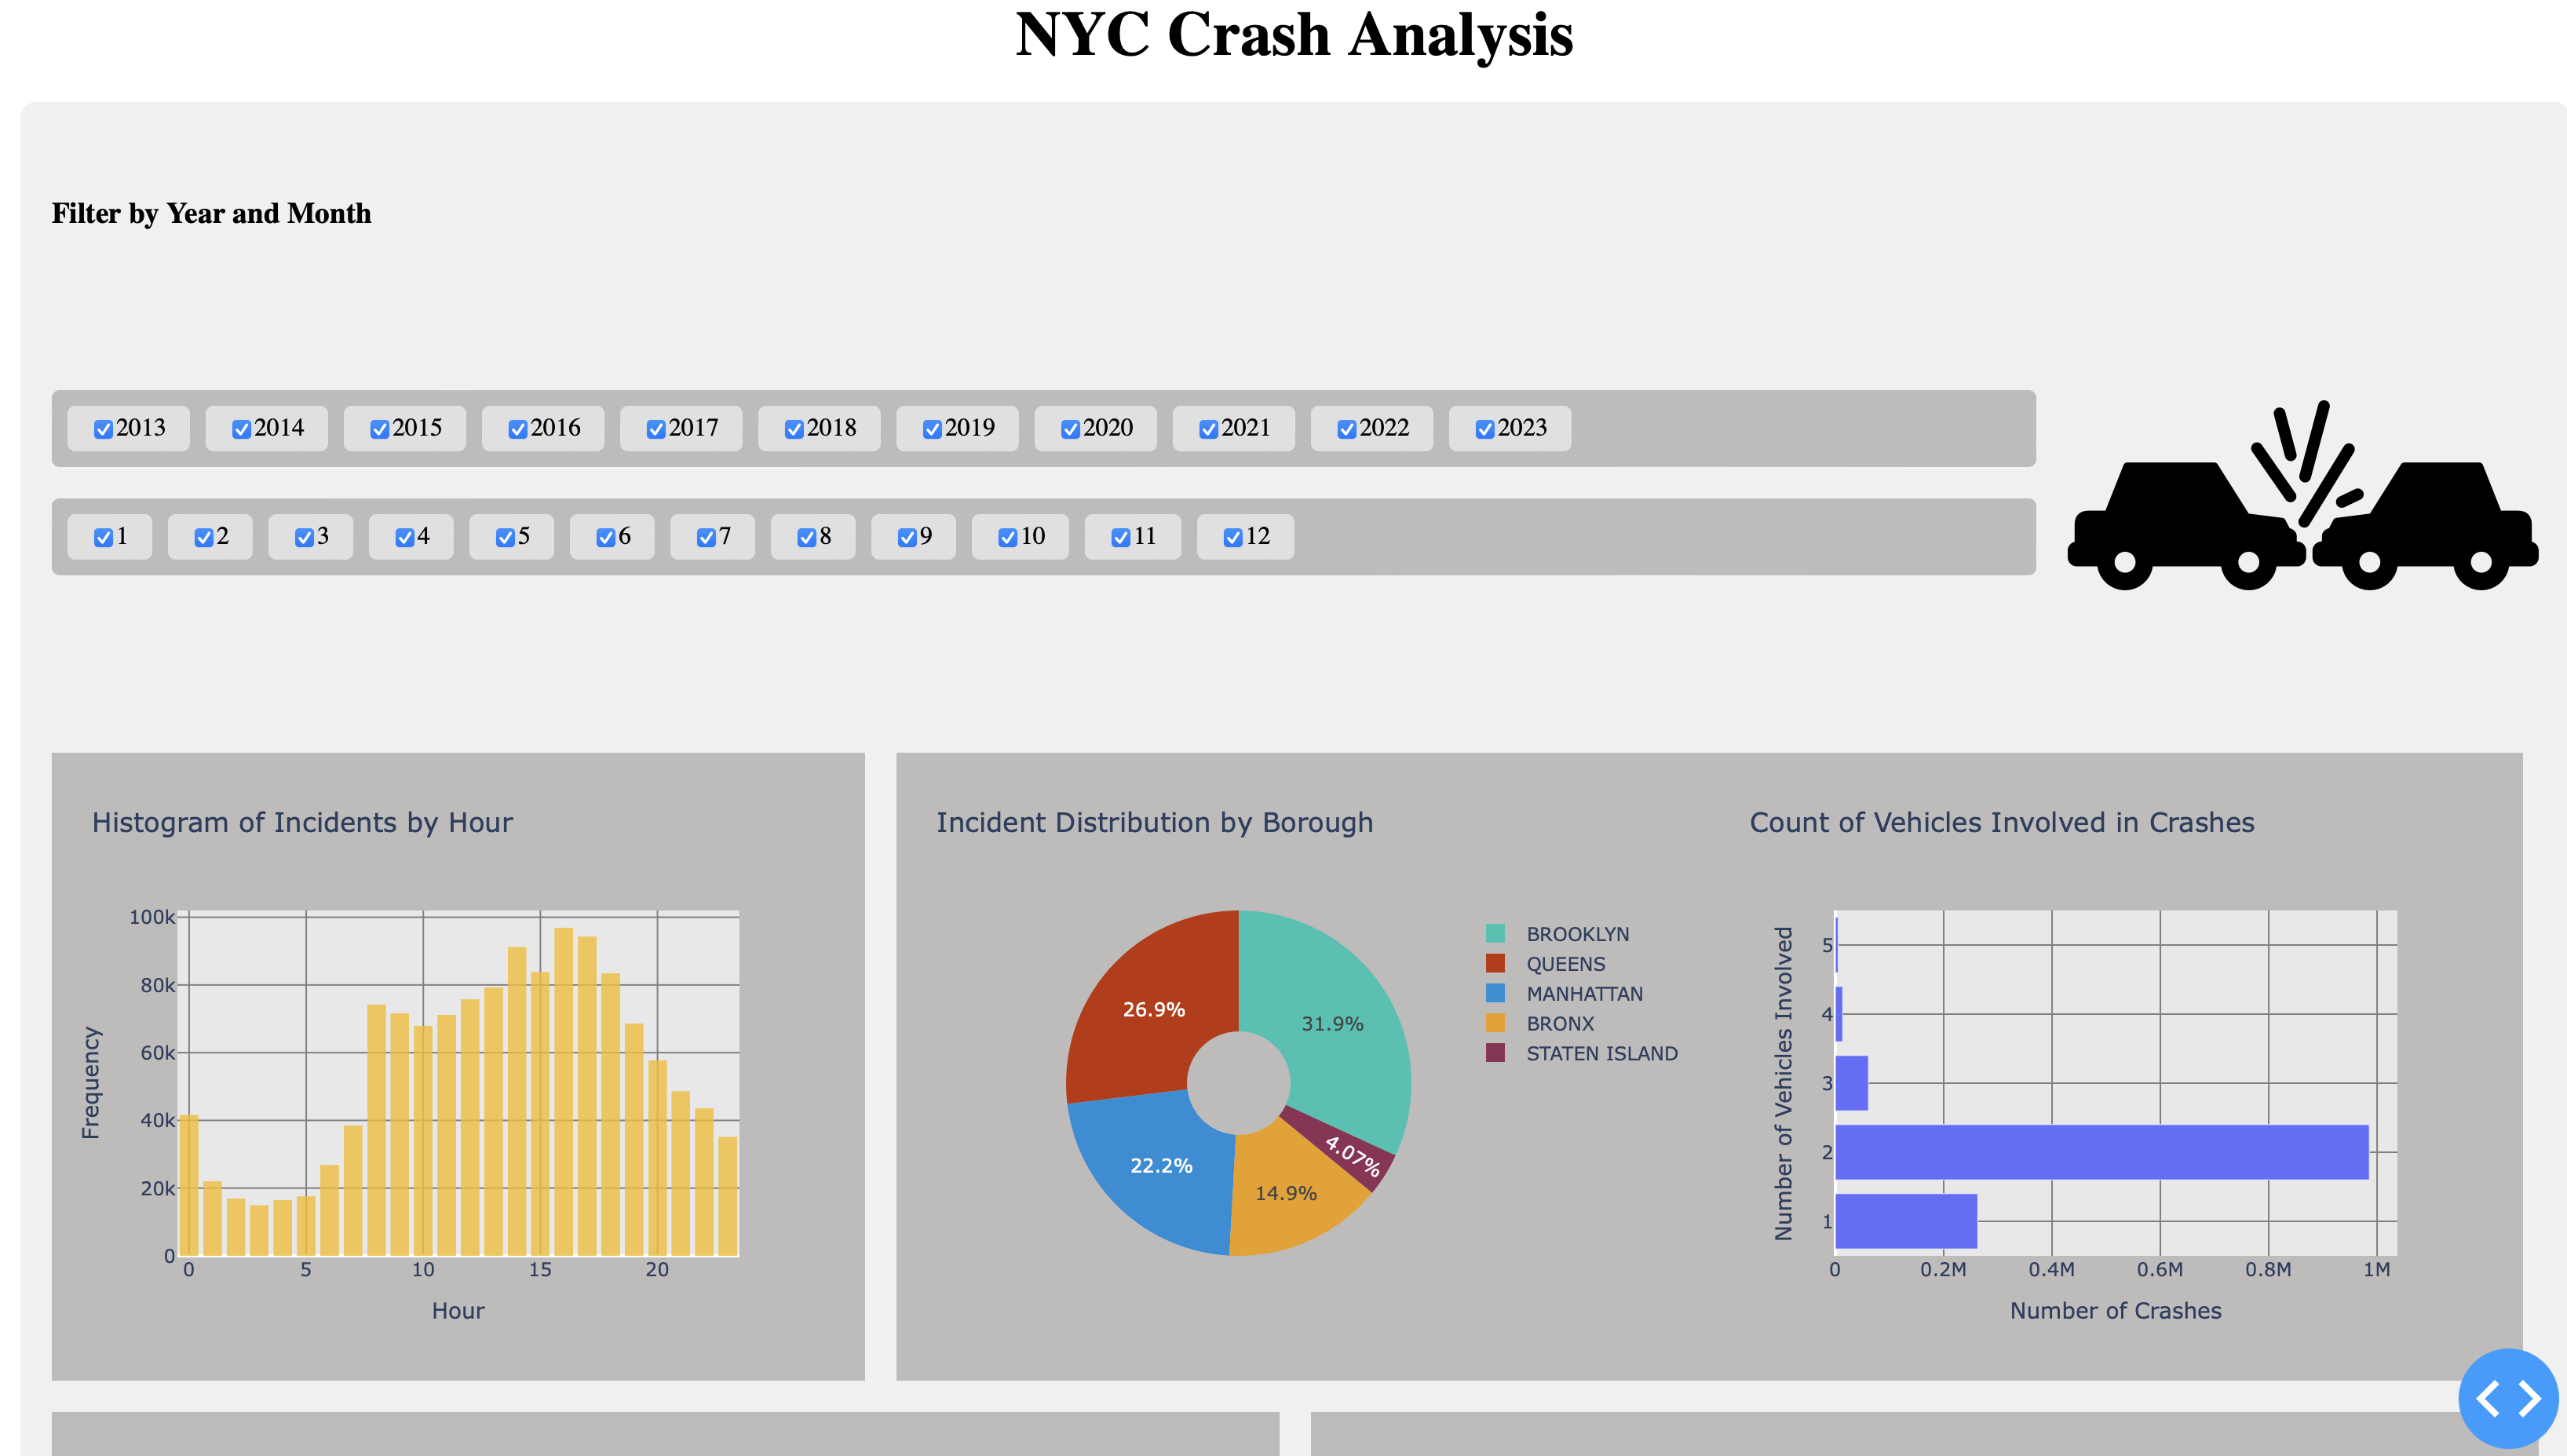 NYC Crash Analysis
Filter by Year and Month
2013 2014 2015 2016 2017 2018 2019 2020 2021 2022 2023
1 2 3 4 5 6 7 8 9 10 11 12
Histogram of Incidents by Hour
Frequency
100k
80k
60k
40k
20k
0
0 5 10 15 20
Hour
Incident Distribution by Borough
31.9%
26.9%
22.2%
14.9%
4.07%
BROOKLYN
QUEENS
MANHATTAN
BRONX
STATEN ISLAND
Count of Vehicles Involved in Crashes
Number of Vehicles Involved
5
4
3
2
1
0 0.2M 0.4M 0.6M 0.8M 1M
Number of Crashes